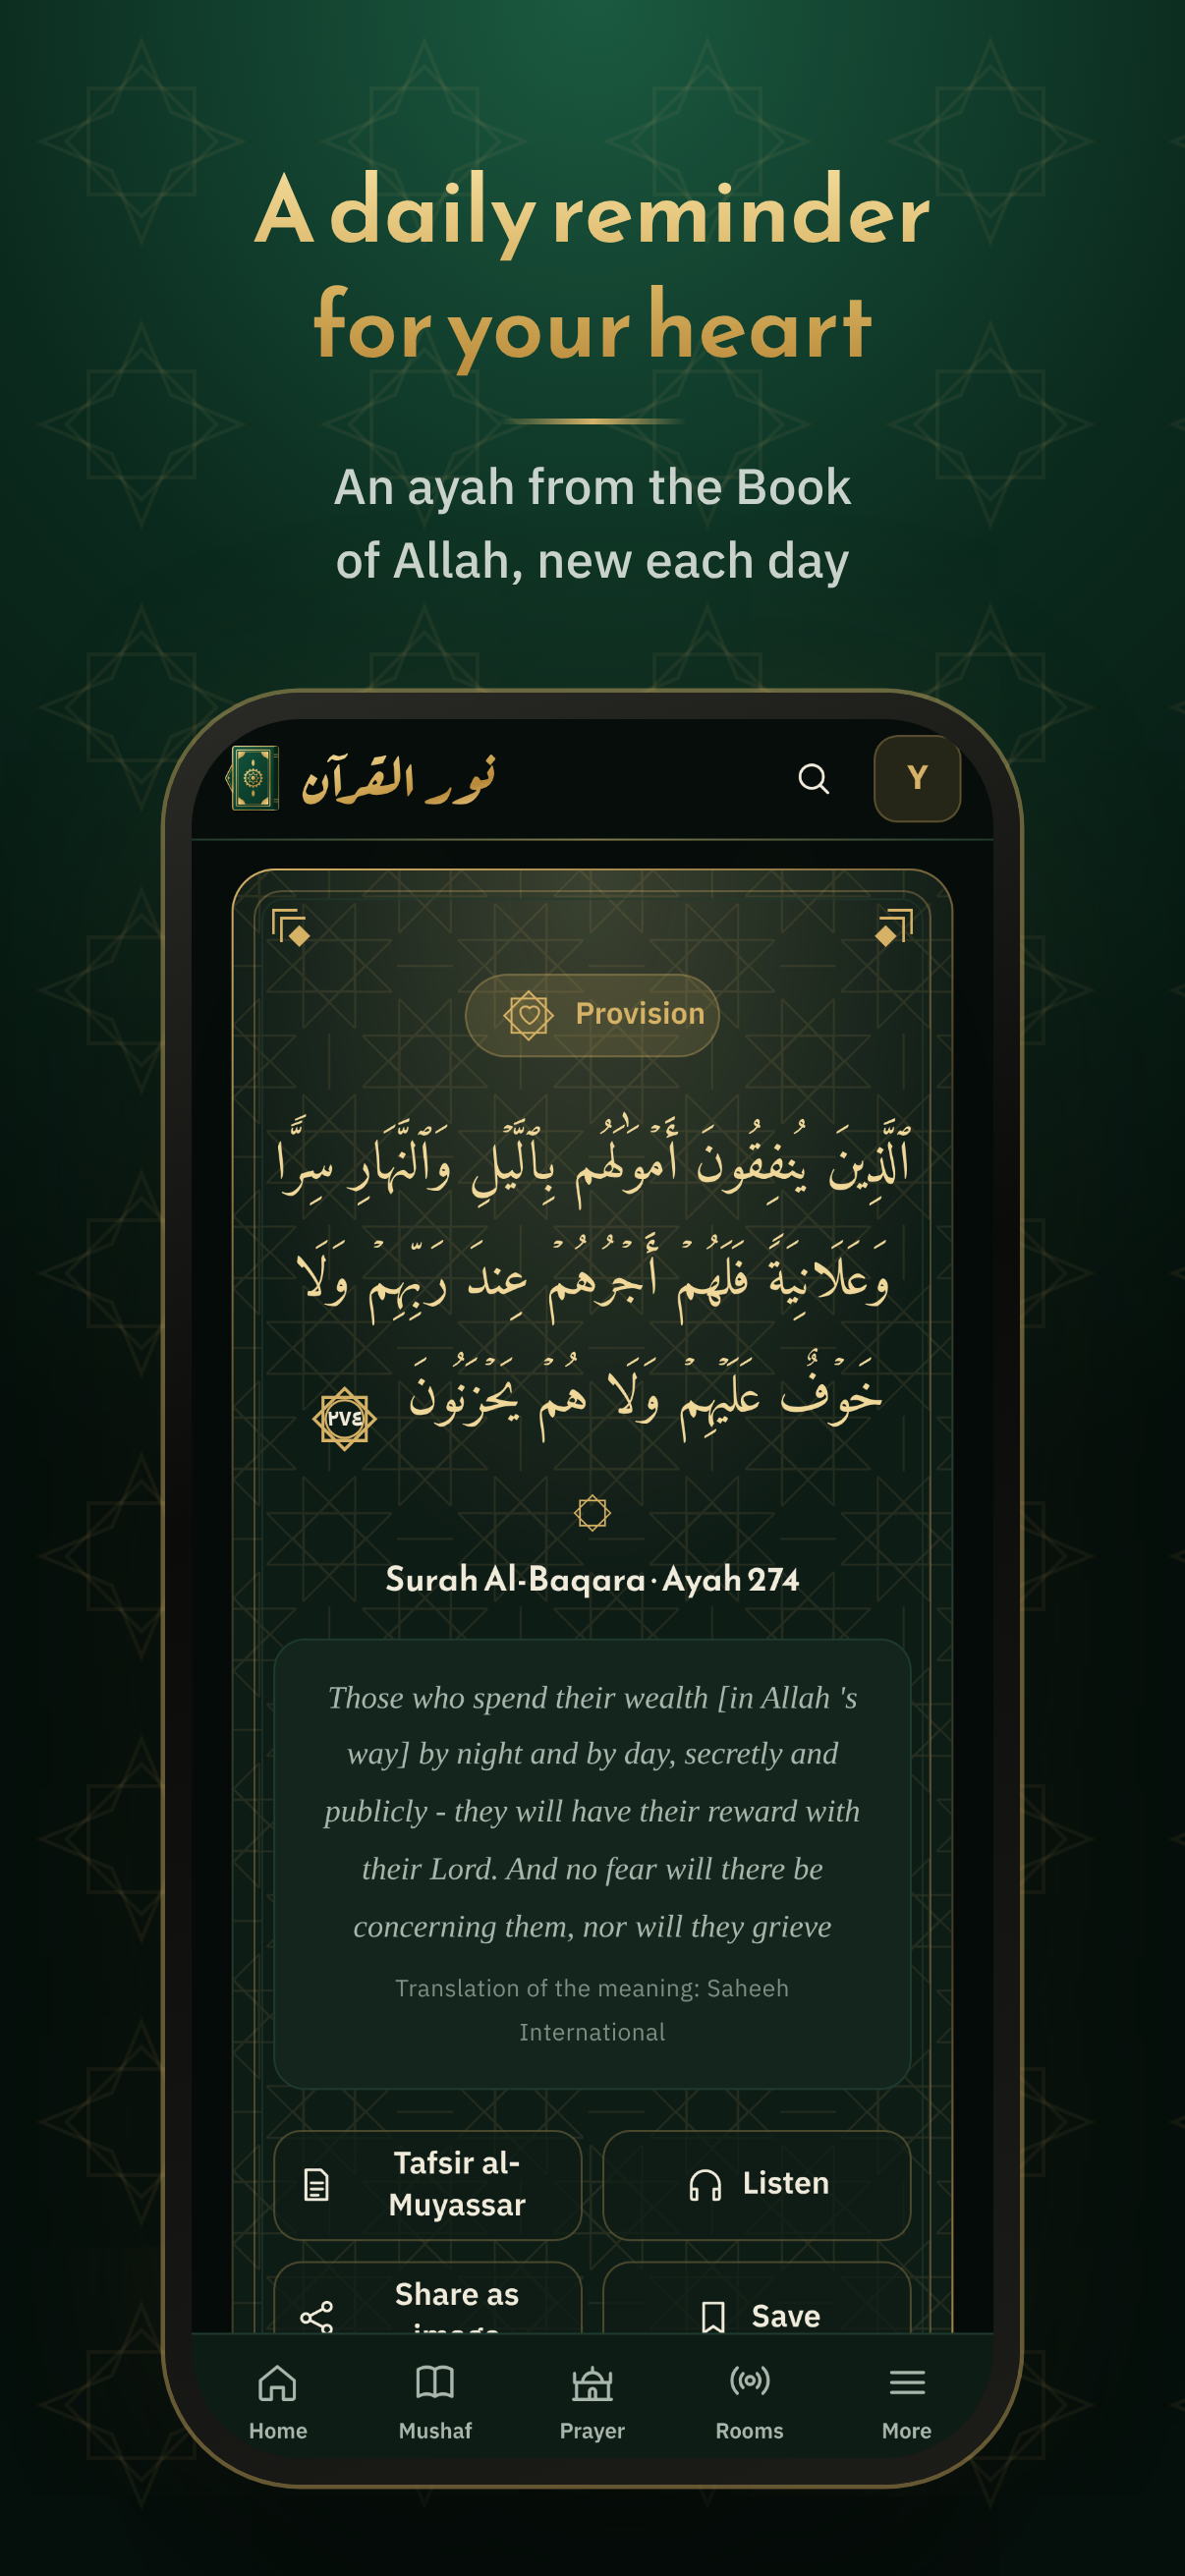 A daily reminder
for your heart
An ayah from the Book
of Allah, new each day
نور القرآن
Y
Provision
ٱلَّذِينَ يُنفِقُونَ أَمۡوَٰلَهُم بِٱلَّيۡلِ وَٱلنَّهَارِ سِرّٗا
وَعَلَانِيَةٗ فَلَهُمۡ أَجۡرُهُمۡ عِندَ رَبِّهِمۡ وَلَا
خَوۡفٌ عَلَيۡهِمۡ وَلَا هُمۡ يَحۡزَنُونَ ٢٧٤
Surah Al-Baqara · Ayah 274
Those who spend their wealth [in Allah 's
way] by night and by day, secretly and
publicly - they will have their reward with
their Lord. And no fear will there be
concerning them, nor will they grieve
Translation of the meaning: Saheeh
International
Tafsir al-
Muyassar
Listen
Share as
image
Save
Home
Mushaf
Prayer
Rooms
More